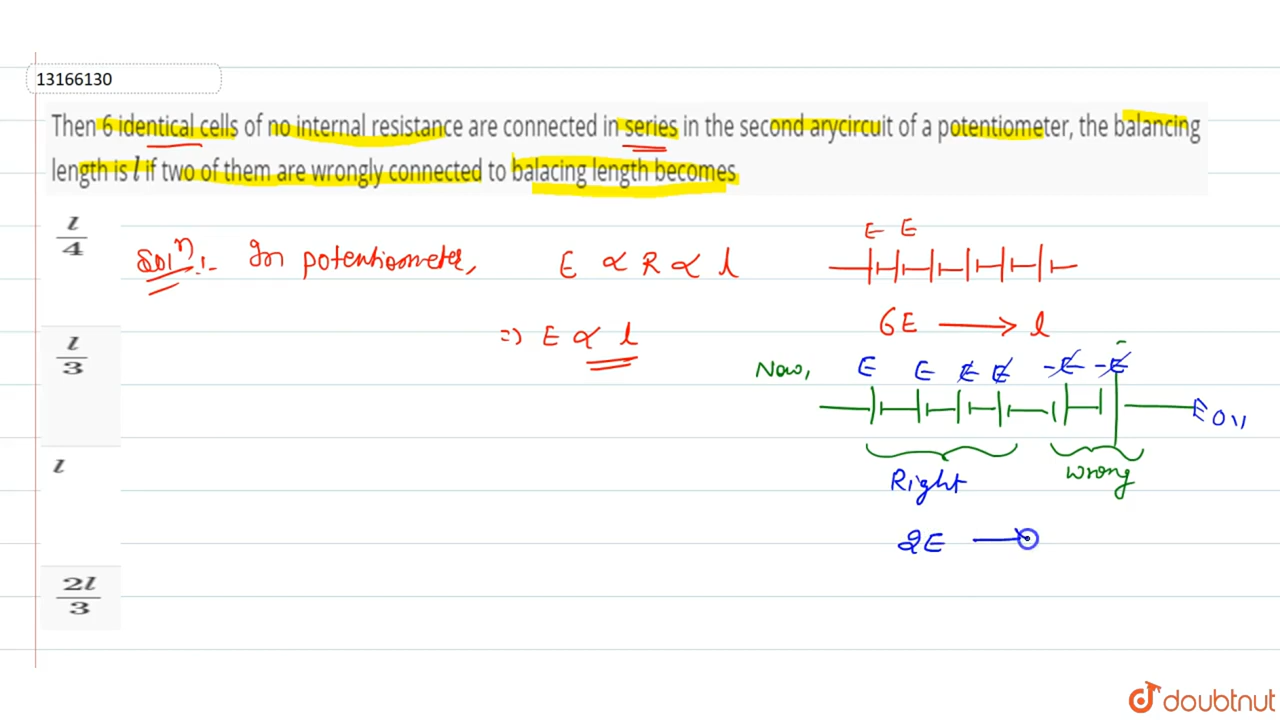 13166130
Then 6 identical cells of no internal resistance are connected in series in the second arycircuit of a potentiometer, the balancing
length is l if two of them are wrongly connected to balacing length becomes
l/4
l/3
l
2l/3
Solⁿ:- In potentiometer, E ∝ R ∝ l
=> E ∝ l
E E
6E → l
Now, E E E E -E -E
Right Wrong
2E →
doubtnut